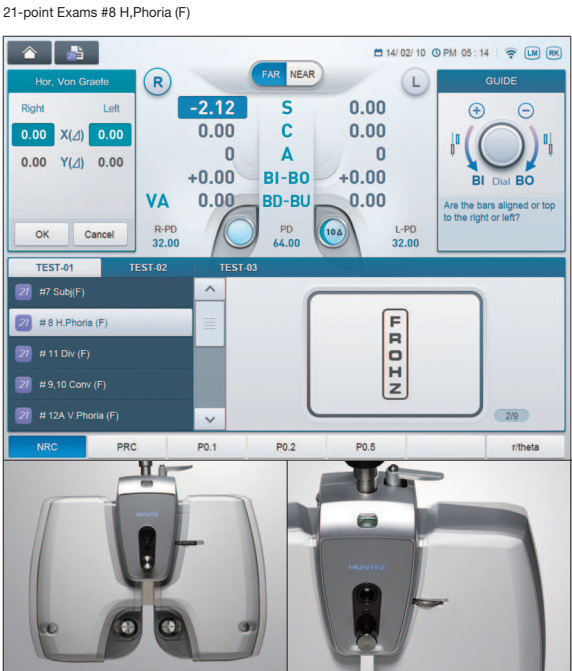 21-point Exams #8 H,Phoria (F)
14/ 02/ 10 PM 05 : 14 LM RK
Hor, Von Graefe
Right Left
0.00 X(⊿) 0.00
0.00 Y(⊿) 0.00
OK Cancel
R L
FAR NEAR
-2.12 S 0.00
0.00 C 0.00
0 A 0
+0.00 BI-BO +0.00
VA 0.00 BD-BU 0.00
R-PD PD L-PD
32.00 64.00 10Δ 32.00
GUIDE
BI Dial BO
Are the bars aligned or top
to the right or left?
TEST-01 TEST-02 TEST-03
21 #7 Subj(F)
21 # 8 H.Phoria (F)
21 # 11 Div (F)
21 # 9,10 Conv (F)
21 # 12A V.Phoria (F)
F
R
O
H
Z
2/9
NRC PRC P0.1 P0.2 P0.5 r/theta
HUVITZ
HUVITZ